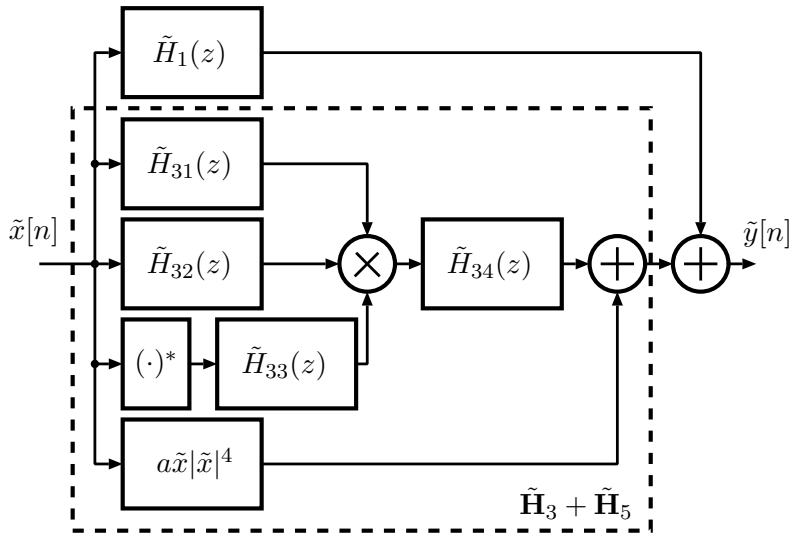 H̃₁(z)
H̃₃₁(z)
x̃[n]
H̃₃₂(z)
×
H̃₃₄(z)
+
+
ỹ[n]
(·)*
H̃₃₃(z)
ax̃|x̃|⁴
𝐇̃₃ + 𝐇̃₅